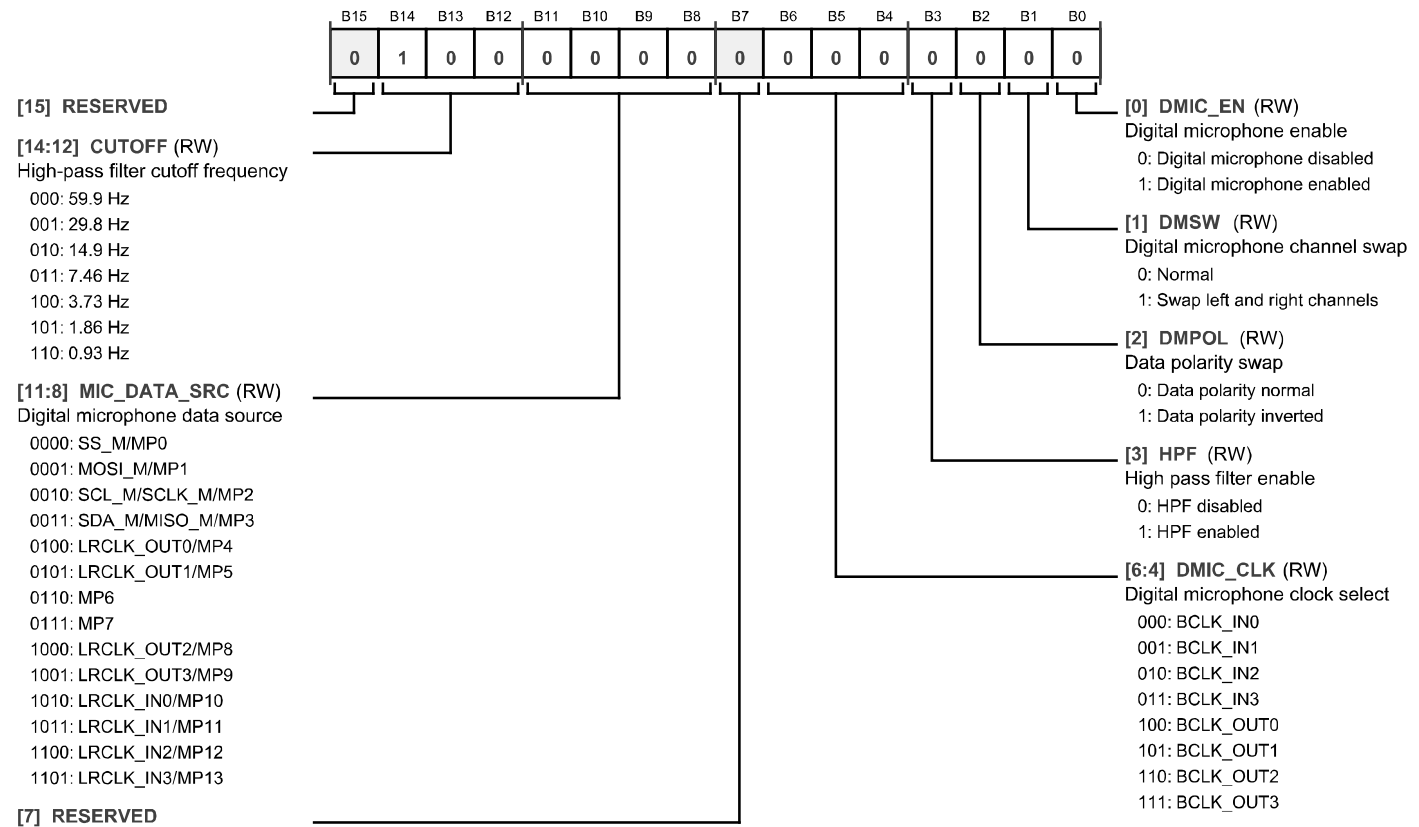 B15 B14 B13 B12 B11 B10 B9 B8 B7 B6 B5 B4 B3 B2 B1 B0
0 1 0 0 0 0 0 0 0 0 0 0 0 0 0 0
[15] RESERVED
[14:12] CUTOFF (RW)
High-pass filter cutoff frequency
000: 59.9 Hz
001: 29.8 Hz
010: 14.9 Hz
011: 7.46 Hz
100: 3.73 Hz
101: 1.86 Hz
110: 0.93 Hz
[11:8] MIC_DATA_SRC (RW)
Digital microphone data source
0000: SS_M/MP0
0001: MOSI_M/MP1
0010: SCL_M/SCLK_M/MP2
0011: SDA_M/MISO_M/MP3
0100: LRCLK_OUT0/MP4
0101: LRCLK_OUT1/MP5
0110: MP6
0111: MP7
1000: LRCLK_OUT2/MP8
1001: LRCLK_OUT3/MP9
1010: LRCLK_IN0/MP10
1011: LRCLK_IN1/MP11
1100: LRCLK_IN2/MP12
1101: LRCLK_IN3/MP13
[7] RESERVED
[0] DMIC_EN (RW)
Digital microphone enable
0: Digital microphone disabled
1: Digital microphone enabled
[1] DMSW (RW)
Digital microphone channel swap
0: Normal
1: Swap left and right channels
[2] DMPOL (RW)
Data polarity swap
0: Data polarity normal
1: Data polarity inverted
[3] HPF (RW)
High pass filter enable
0: HPF disabled
1: HPF enabled
[6:4] DMIC_CLK (RW)
Digital microphone clock select
000: BCLK_IN0
001: BCLK_IN1
010: BCLK_IN2
011: BCLK_IN3
100: BCLK_OUT0
101: BCLK_OUT1
110: BCLK_OUT2
111: BCLK_OUT3